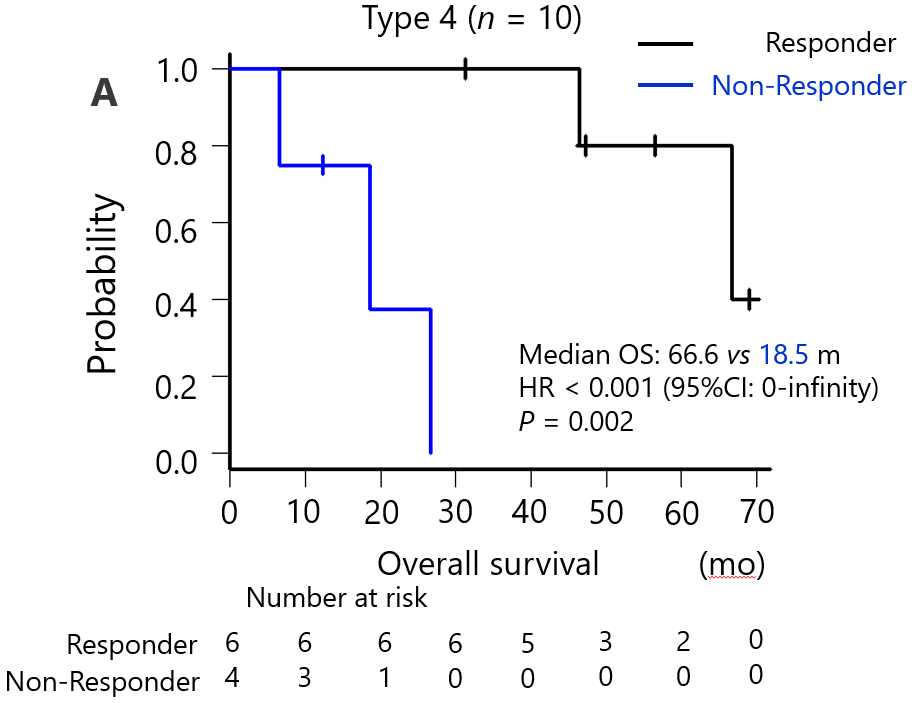 Type 4 (n = 10)
Responder
Non-Responder
A
Probability
1.0
0.8
0.6
0.4
0.2
0.0
Median OS: 66.6 vs 18.5 m
HR < 0.001 (95%CI: 0-infinity)
P = 0.002
0 10 20 30 40 50 60 70
Overall survival (mo)
Number at risk
Responder 6 6 6 6 5 3 2 0
Non-Responder 4 3 1 0 0 0 0 0